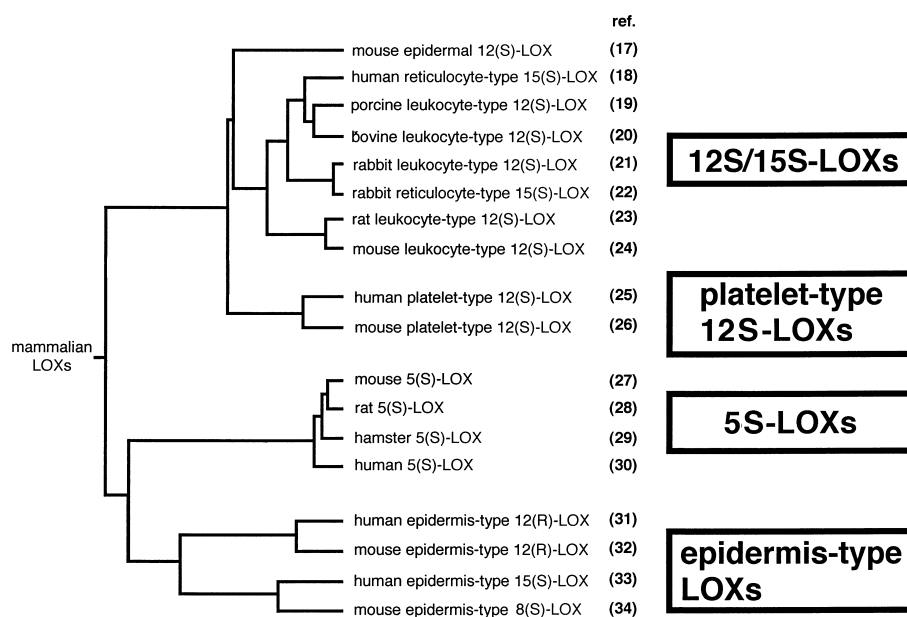 ref.
mouse epidermal 12(S)-LOX (17)
human reticulocyte-type 15(S)-LOX (18)
porcine leukocyte-type 12(S)-LOX (19)
bovine leukocyte-type 12(S)-LOX (20)
rabbit leukocyte-type 12(S)-LOX (21)
rabbit reticulocyte-type 15(S)-LOX (22)
rat leukocyte-type 12(S)-LOX (23)
mouse leukocyte-type 12(S)-LOX (24)
12S/15S-LOXs
human platelet-type 12(S)-LOX (25)
mouse platelet-type 12(S)-LOX (26)
platelet-type
12S-LOXs
mammalian
LOXs
mouse 5(S)-LOX (27)
rat 5(S)-LOX (28)
hamster 5(S)-LOX (29)
human 5(S)-LOX (30)
5S-LOXs
human epidermis-type 12(R)-LOX (31)
mouse epidermis-type 12(R)-LOX (32)
human epidermis-type 15(S)-LOX (33)
mouse epidermis-type 8(S)-LOX (34)
epidermis-type
LOXs